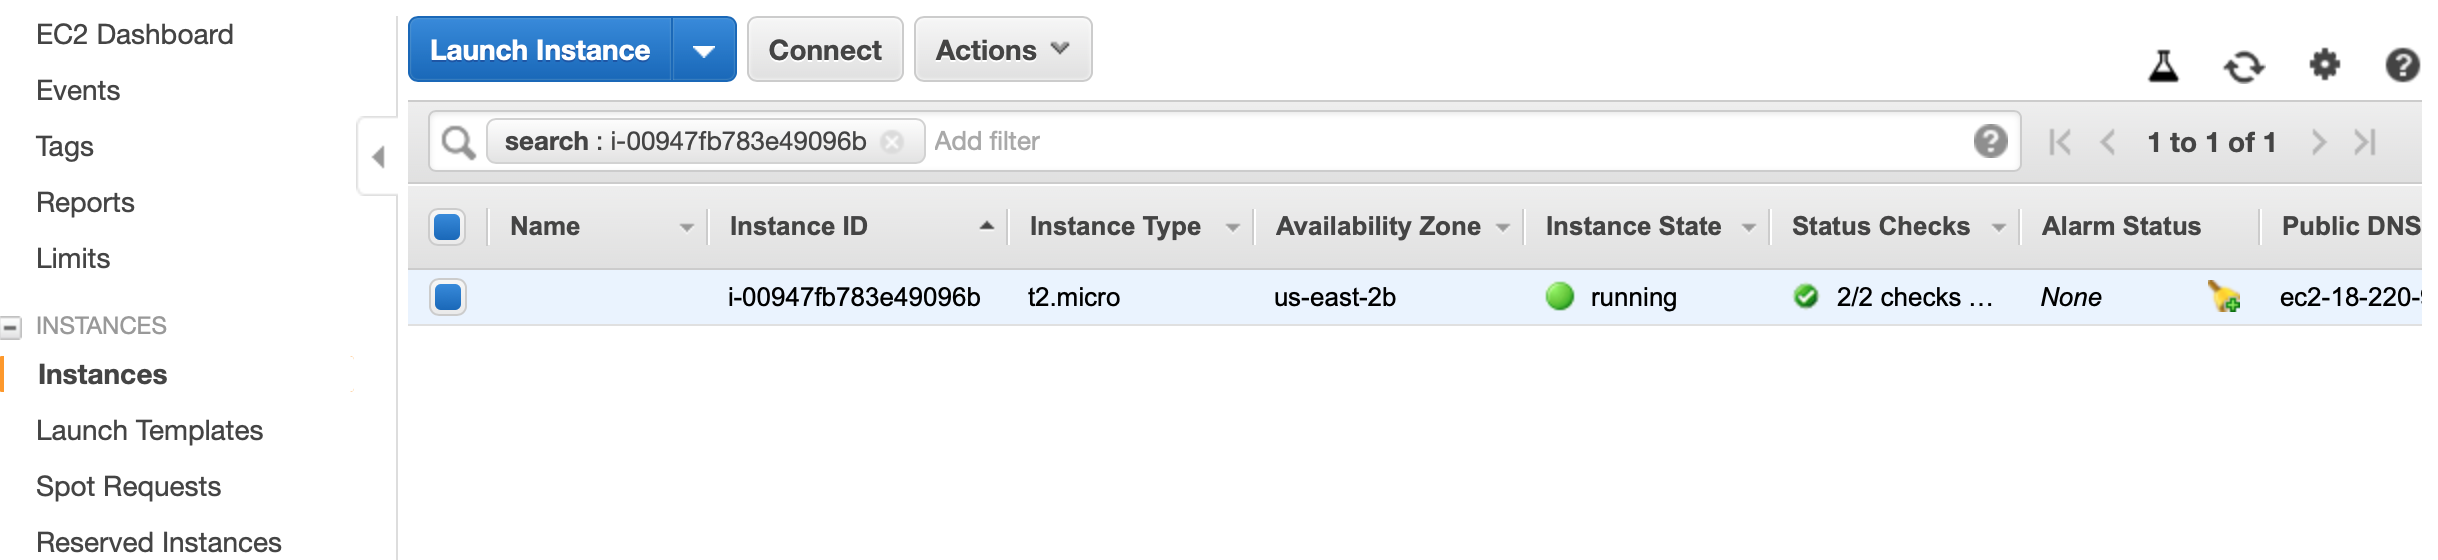 EC2 Dashboard
Events
Tags
Reports
Limits
INSTANCES
Instances
Launch Templates
Spot Requests
Reserved Instances
Launch Instance Connect Actions
search : i-00947fb783e49096b Add filter 1 to 1 of 1
Name Instance ID Instance Type Availability Zone Instance State Status Checks Alarm Status Public DNS
i-00947fb783e49096b t2.micro us-east-2b running 2/2 checks ... None ec2-18-220-